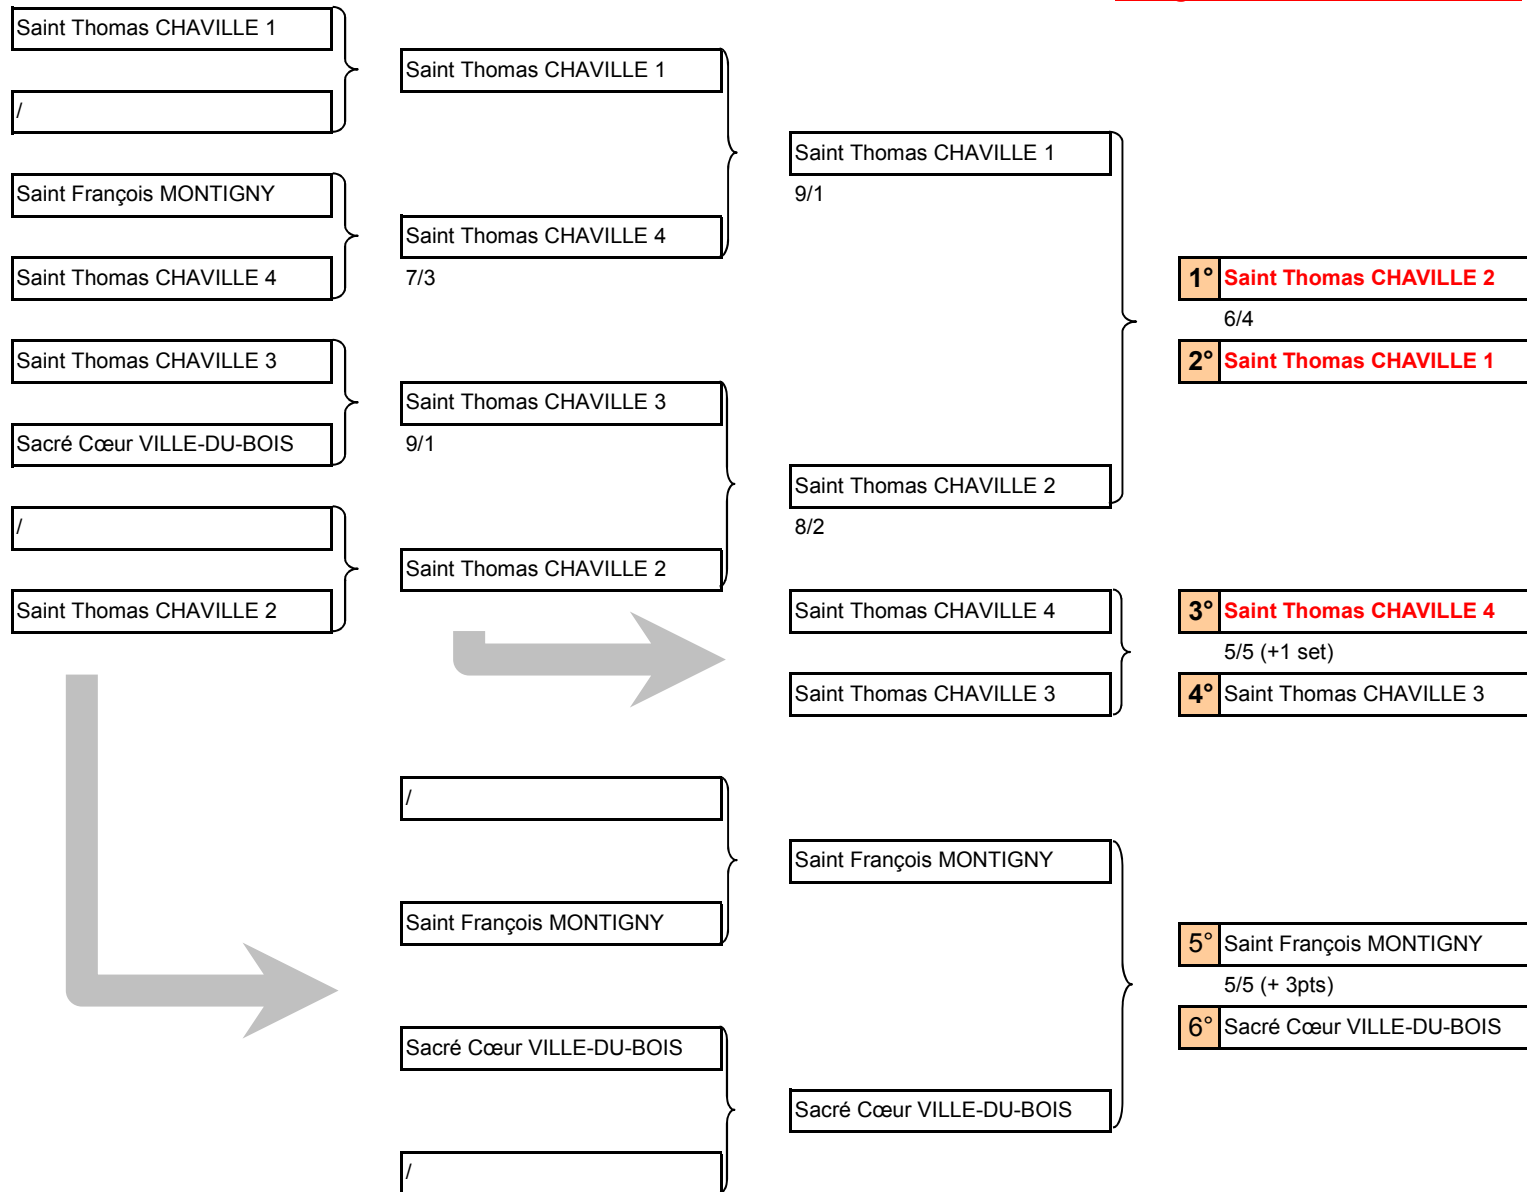 Saint Thomas CHAVILLE 1
/
Saint François MONTIGNY
Saint Thomas CHAVILLE 4
Saint Thomas CHAVILLE 3
Sacré Cœur VILLE-DU-BOIS
/
Saint Thomas CHAVILLE 2
Saint Thomas CHAVILLE 1
Saint Thomas CHAVILLE 4
7/3
Saint Thomas CHAVILLE 3
9/1
Saint Thomas CHAVILLE 2
/
Saint François MONTIGNY
Sacré Cœur VILLE-DU-BOIS
/
Saint Thomas CHAVILLE 1
9/1
Saint Thomas CHAVILLE 2
8/2
Saint Thomas CHAVILLE 4
Saint Thomas CHAVILLE 3
Saint François MONTIGNY
Sacré Cœur VILLE-DU-BOIS
1° Saint Thomas CHAVILLE 2
6/4
2° Saint Thomas CHAVILLE 1
3° Saint Thomas CHAVILLE 4
5/5 (+1 set)
4° Saint Thomas CHAVILLE 3
5° Saint François MONTIGNY
5/5 (+ 3pts)
6° Sacré Cœur VILLE-DU-BOIS